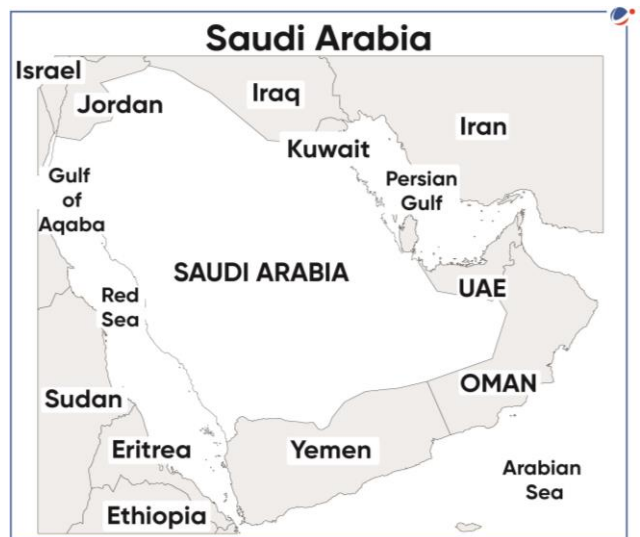 Saudi Arabia
Israel
Jordan
Iraq
Iran
Kuwait
Gulf
of
Aqaba
Persian
Gulf
SAUDI ARABIA
UAE
Red
Sea
OMAN
Sudan
Eritrea
Yemen
Arabian
Sea
Ethiopia